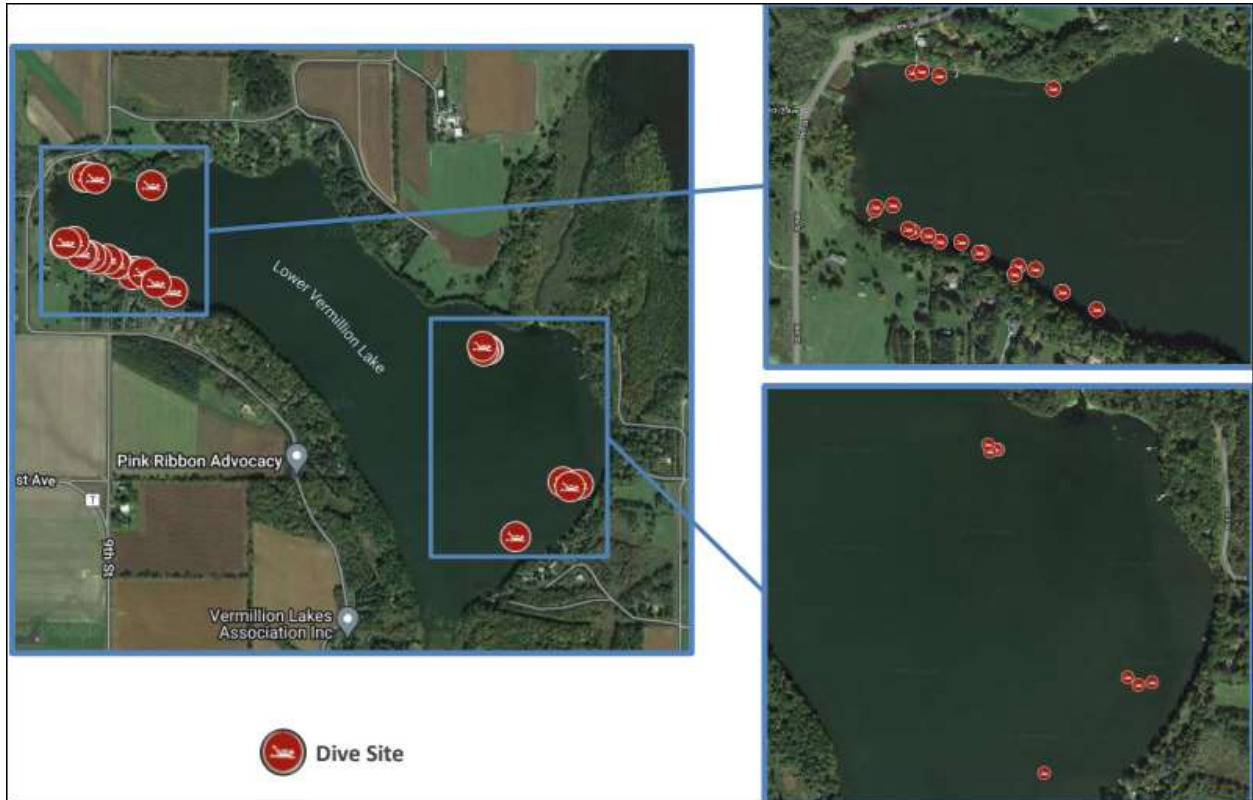 Lower Vermillion Lake
Pink Ribbon Advocacy
st Ave
T
9th St
Vermillion Lakes
Association Inc
Dive Site